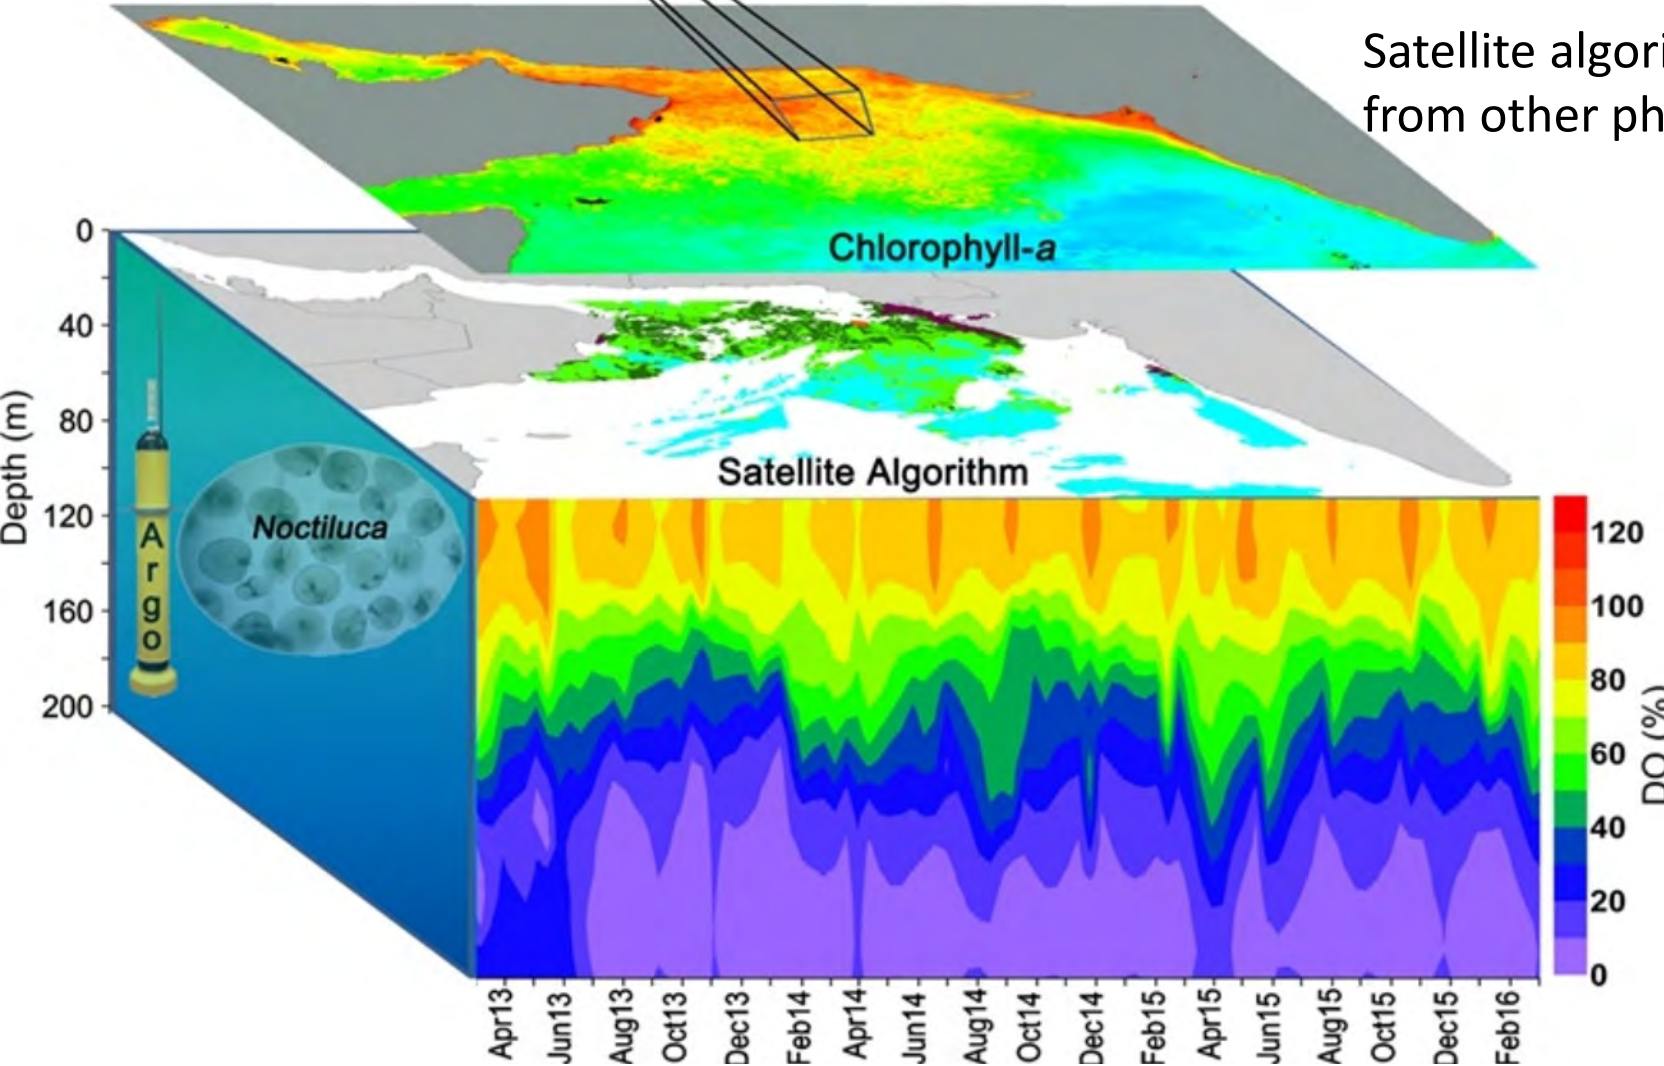 Satellite algori
from other ph
Chlorophyll-a
Satellite Algorithm
Depth (m)
0
40
80
120
160
200
Argo
Noctiluca
120
100
80
60
40
20
0
DO (%)
Apr13
Jun13
Aug13
Oct13
Dec13
Feb14
Apr14
Jun14
Aug14
Oct14
Dec14
Feb15
Apr15
Jun15
Aug15
Oct15
Dec15
Feb16